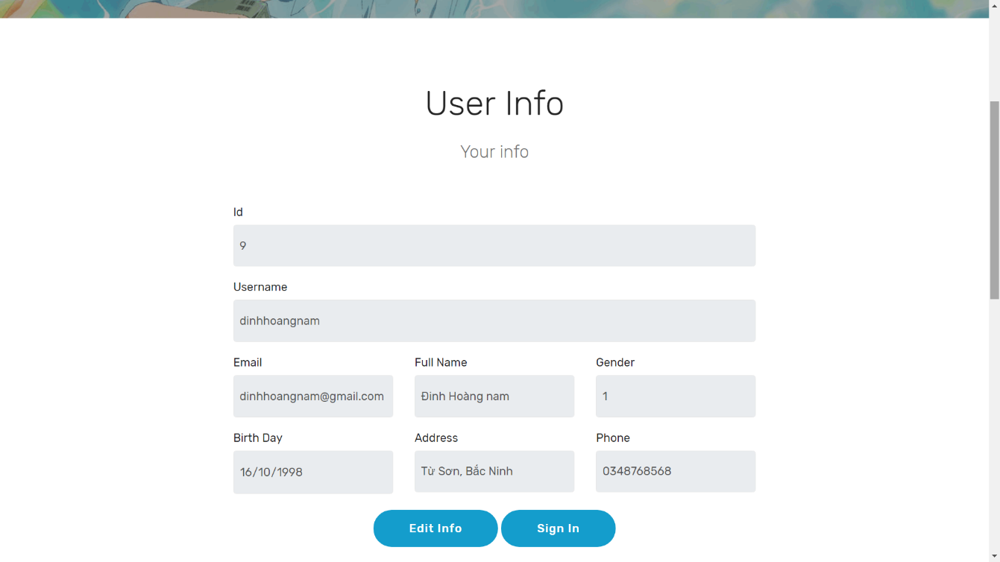 User Info
Your info
Id
9
Username
dinhhoangnam
Email Full Name Gender
dinhhoangnam@gmail.com Đinh Hoàng nam 1
Birth Day Address Phone
16/10/1998 Từ Sơn, Bắc Ninh 0348768568
Edit Info Sign In